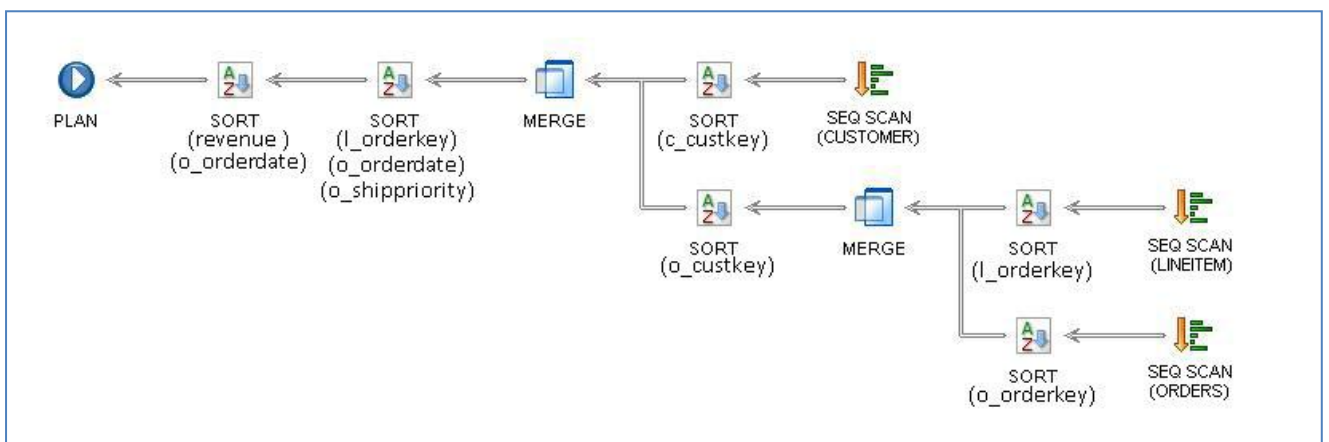 PLAN
SORT
(revenue )
(o_orderdate)
SORT
(l_orderkey)
(o_orderdate)
(o_shippriority)
MERGE
SORT
(c_custkey)
SEQ SCAN
(CUSTOMER)
SORT
(o_custkey)
MERGE
SORT
(l_orderkey)
SEQ SCAN
(LINEITEM)
SORT
(o_orderkey)
SEQ SCAN
(ORDERS)